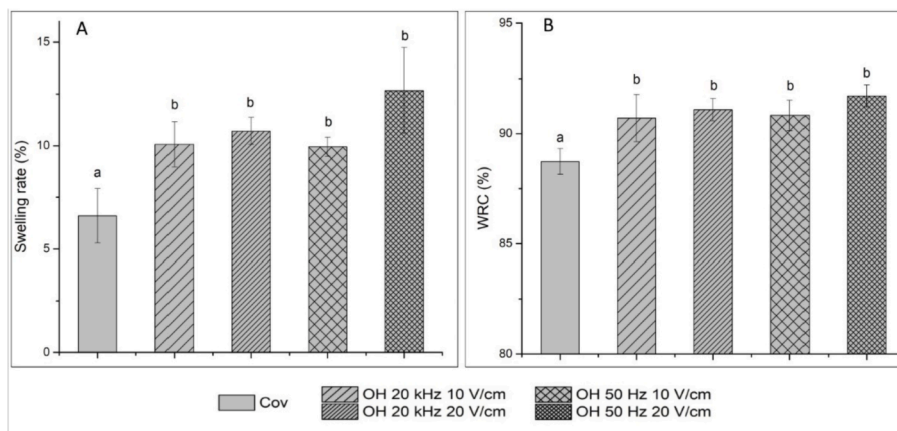 A
Swelling rate (%)
15
10
5
0
a
b
b
b
b
B
WRC (%)
95
90
85
80
a
b
b
b
b
Cov
OH 20 kHz 10 V/cm
OH 20 kHz 20 V/cm
OH 50 Hz 10 V/cm
OH 50 Hz 20 V/cm